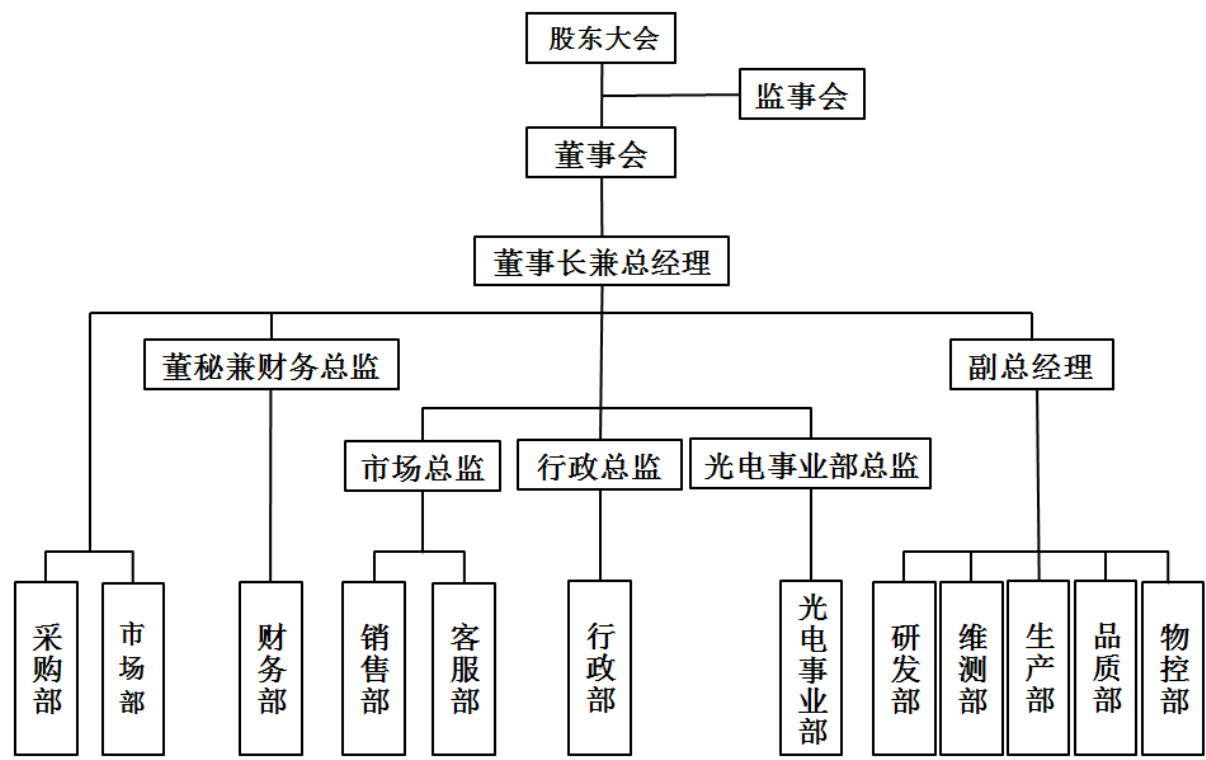 股东大会
监事会
董事会
董事长兼总经理
董秘兼财务总监
副总经理
市场总监
行政总监
光电事业部总监
采购部
市场部
财务部
销售部
客服部
行政部
光电事业部
研发部
维测部
生产部
品质部
物控部